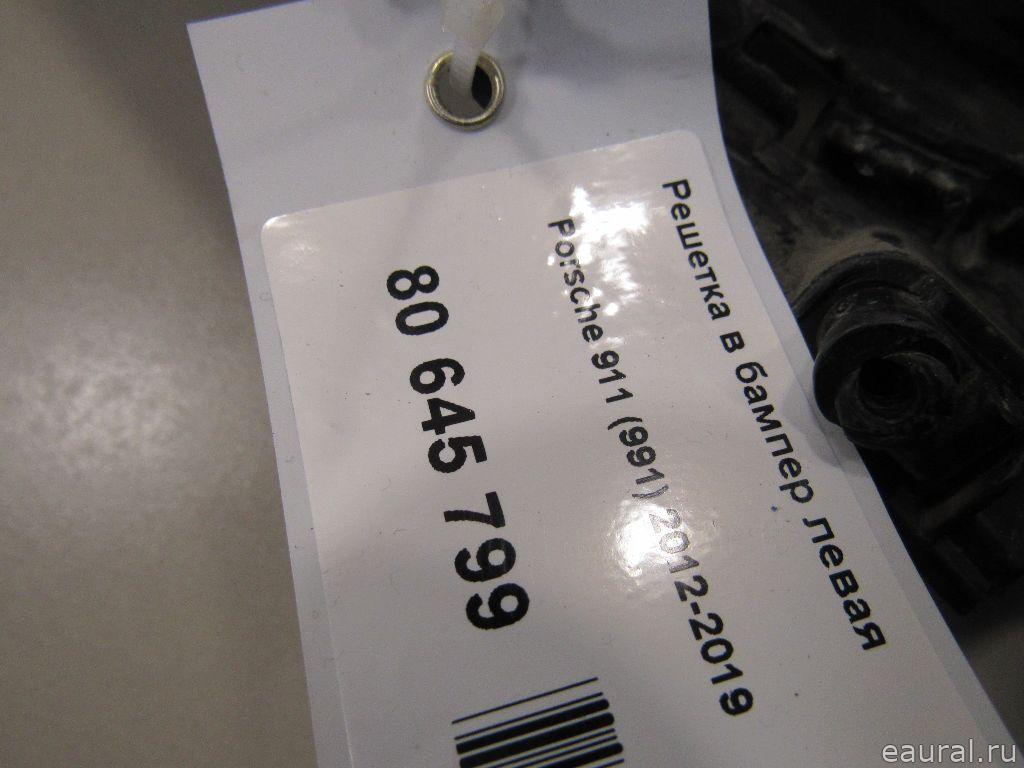 Решетка в бампер левая
Porsche 911 (991) 2012-2019
80 645 799
eaural.ru